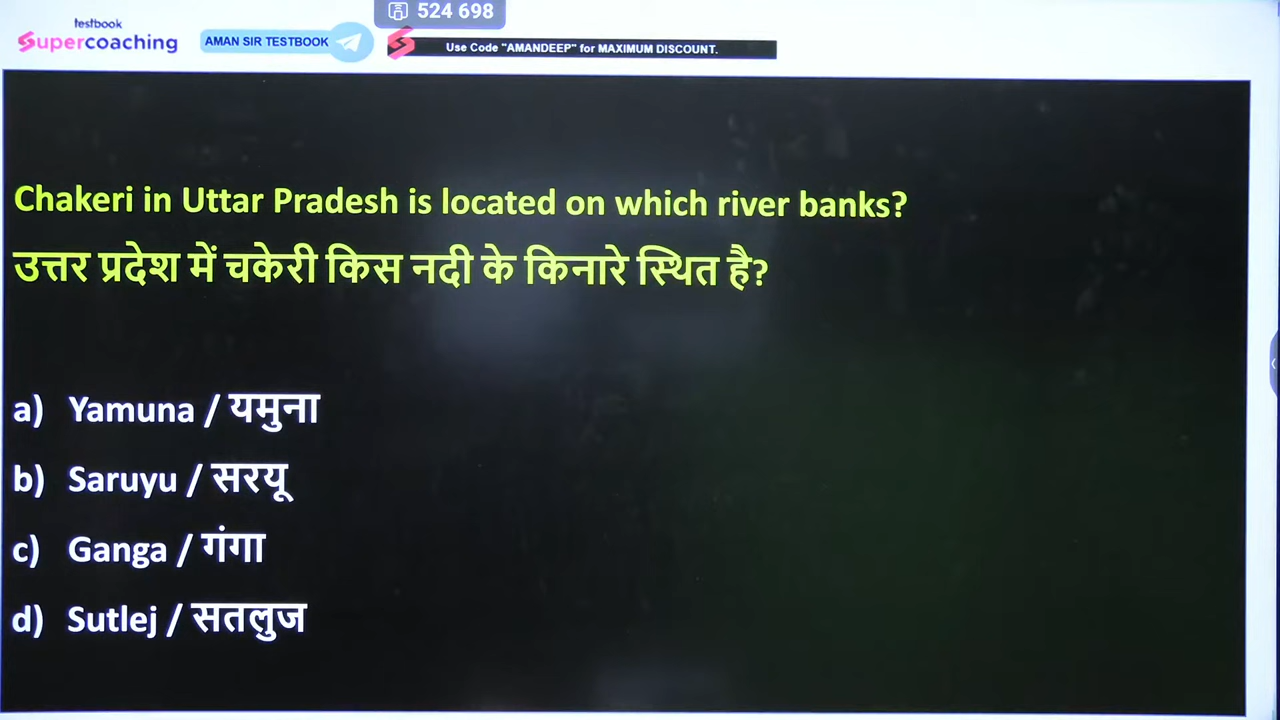 testbook
Supercoaching
AMAN SIR TESTBOOK
524 698
Use Code "AMANDEEP" for MAXIMUM DISCOUNT.
Chakeri in Uttar Pradesh is located on which river banks?
उत्तर प्रदेश में चकेरी किस नदी के किनारे स्थित है?
a) Yamuna / यमुना
b) Saruyu / सरयू
c) Ganga / गंगा
d) Sutlej / सतलुज